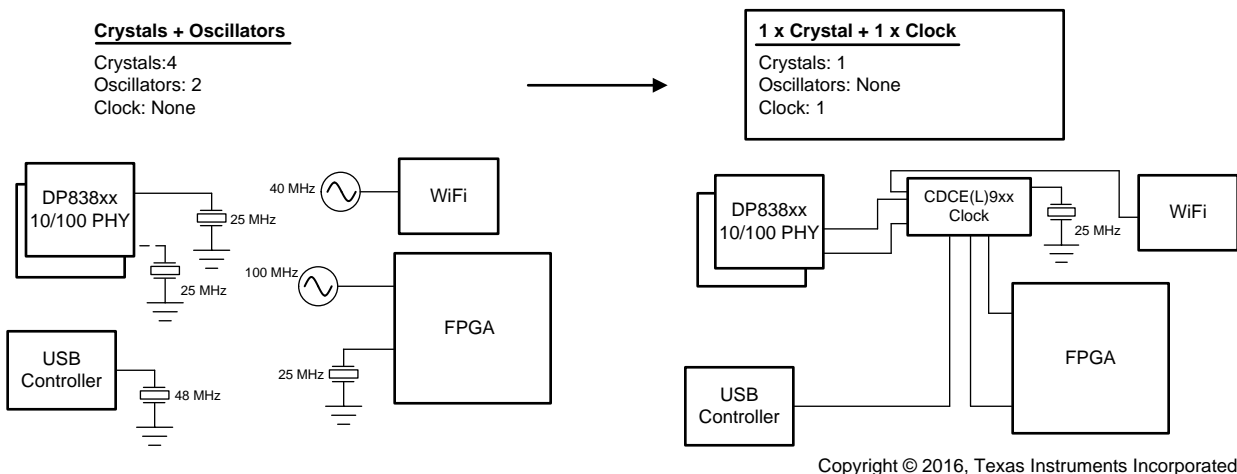 Crystals + Oscillators
Crystals:4
Oscillators: 2
Clock: None
1 x Crystal + 1 x Clock
Crystals: 1
Oscillators: None
Clock: 1
DP838xx
10/100 PHY
25 MHz
25 MHz
40 MHz
WiFi
100 MHz
FPGA
25 MHz
USB
Controller
48 MHz
DP838xx
10/100 PHY
CDCE(L)9xx
Clock
25 MHz
WiFi
FPGA
USB
Controller
Copyright © 2016, Texas Instruments Incorporated